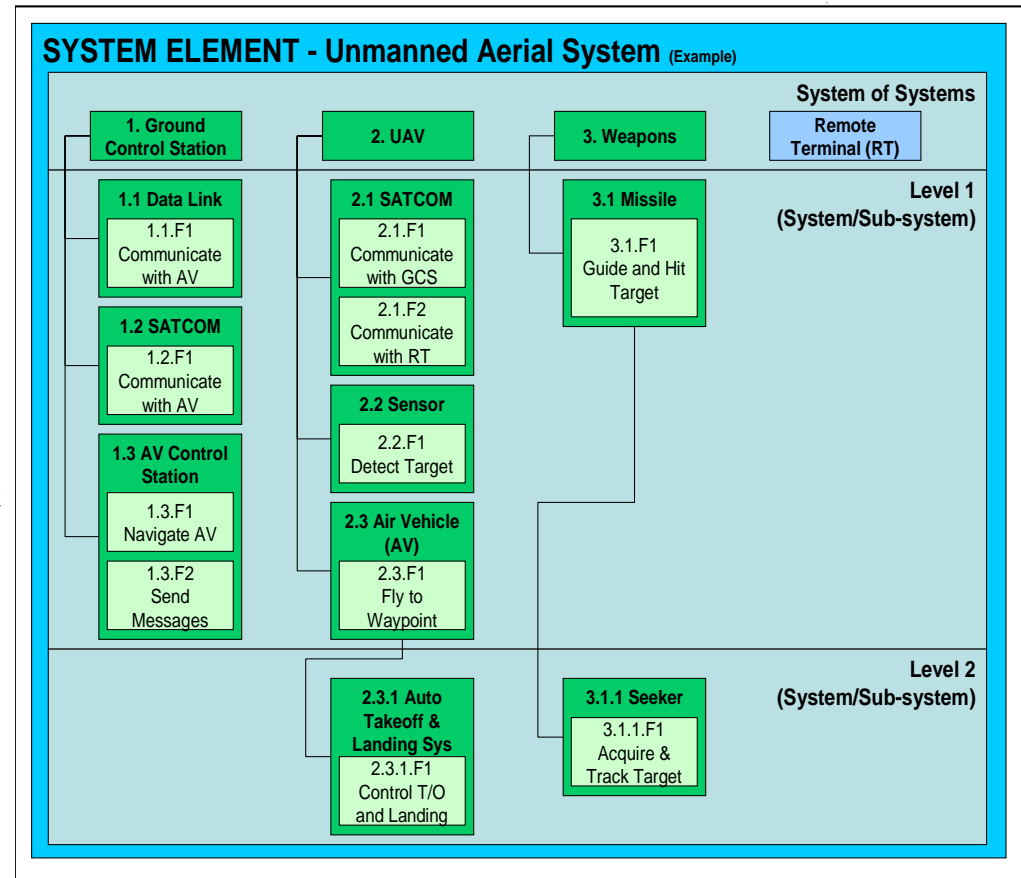 SYSTEM ELEMENT - Unmanned Aerial System (Example)
System of Systems
1. Ground
Control Station
2. UAV
3. Weapons
Remote
Terminal (RT)
Level 1
(System/Sub-system)
1.1 Data Link
1.1.F1
Communicate
with AV
1.2 SATCOM
1.2.F1
Communicate
with AV
1.3 AV Control
Station
1.3.F1
Navigate AV
1.3.F2
Send
Messages
2.1 SATCOM
2.1.F1
Communicate
with GCS
2.1.F2
Communicate
with RT
2.2 Sensor
2.2.F1
Detect Target
2.3 Air Vehicle
(AV)
2.3.F1
Fly to
Waypoint
3.1 Missile
3.1.F1
Guide and Hit
Target
Level 2
(System/Sub-system)
2.3.1 Auto
Takeoff &
Landing Sys
2.3.1.F1
Control T/O
and Landing
3.1.1 Seeker
3.1.1.F1
Acquire &
Track Target